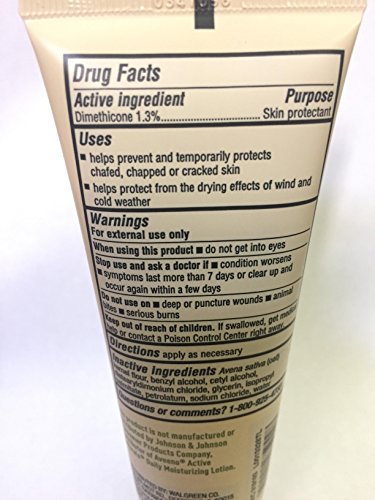 Drug Facts
Active ingredient Purpose
Dimethicone 1.3%..........................Skin protectant
Uses
■ helps prevent and temporarily protects
chafed, chapped or cracked skin
■ helps protect from the drying effects of wind and
cold weather
Warnings
For external use only
When using this product ■ do not get into eyes
Stop use and ask a doctor if ■ condition worsens
■ symptoms last more than 7 days or clear up and
occur again within a few days
Do not use on ■ deep or puncture wounds ■ animal
bites ■ serious burns
Keep out of reach of children. If swallowed, get medical
help or contact a Poison Control Center right away.
Directions apply as necessary
Inactive ingredients Avena sativa (oat)
kernel flour, benzyl alcohol, cetyl alcohol,
distearyldimonium chloride, glycerin, isopropyl
palmitate, petrolatum, sodium chloride, water
Questions or comments?
product is not manufactured or
by Johnson & Johnson
Products Company,
of Aveeno® Active
Daily Moisturizing Lotion.
BY: WALGREEN CO.